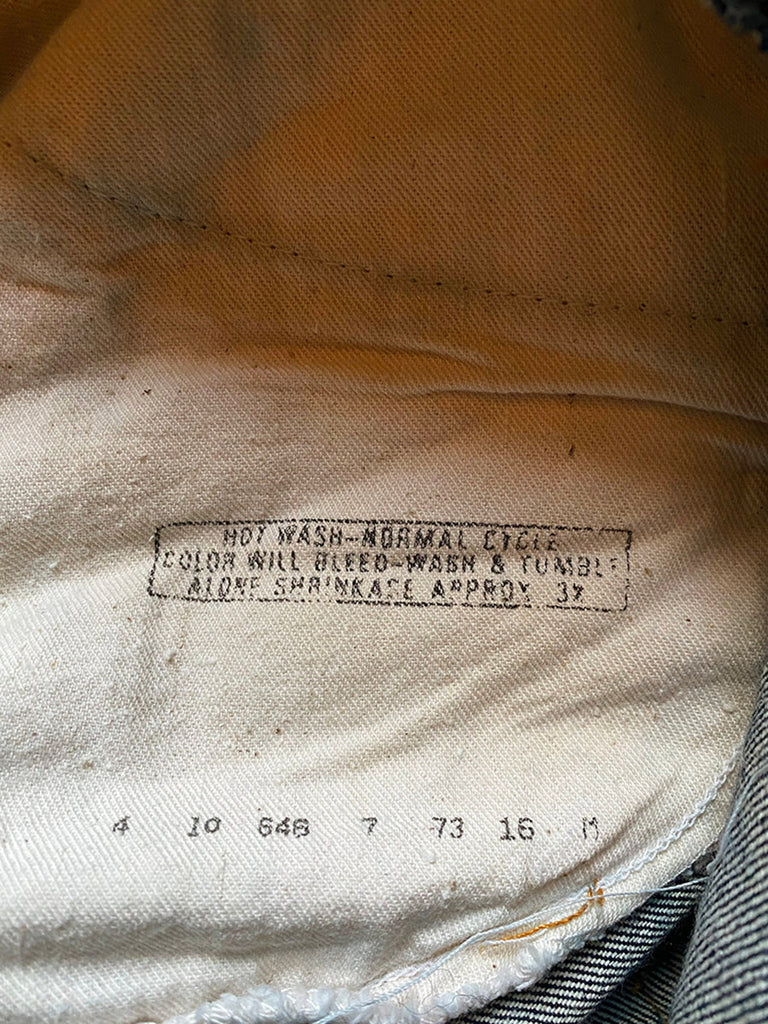 HOT WASH-NORMAL CYCLE
COLOR WILL BLEED-WASH & TUMBLE
ALONE SHRINKAGE APPROX 3%
4 10 646 7 73 16 M